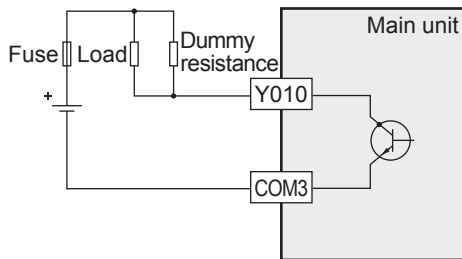 Main unit
Fuse
Load
Dummy
resistance
Y010
+
COM3